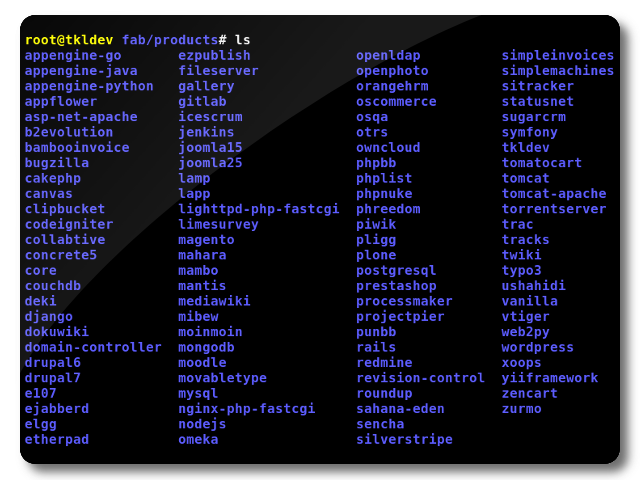 root@tkldev fab/products# ls
appengine-go ezpublish openldap simpleinvoices
appengine-java fileserver openphoto simplemachines
appengine-python gallery orangehrm sitracker
appflower gitlab oscommerce statusnet
asp-net-apache icescrum osqa sugarcrm
b2evolution jenkins otrs symfony
bambooinvoice joomla15 owncloud tkldev
bugzilla joomla25 phpbb tomatocart
cakephp lamp phplist tomcat
canvas lapp phpnuke tomcat-apache
clipbucket lighttpd-php-fastcgi phreedom torrentserver
codeigniter limesurvey piwik trac
collabtive magento pligg tracks
concrete5 mahara plone twiki
core mambo postgresql typo3
couchdb mantis prestashop ushahidi
deki mediawiki processmaker vanilla
django mibew projectpier vtiger
dokuwiki moinmoin punbb web2py
domain-controller mongodb rails wordpress
drupal6 moodle redmine xoops
drupal7 movabletype revision-control yiiframework
e107 mysql roundup zencart
ejabberd nginx-php-fastcgi sahana-eden zurmo
elgg nodejs sencha
etherpad omeka silverstripe